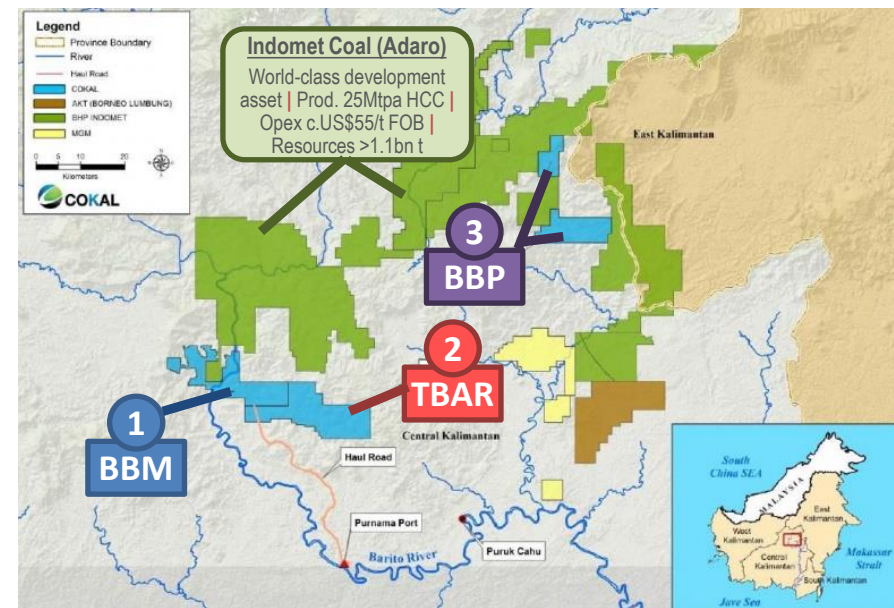 Legend
Province Boundary
River
Haul Road
COKAL
AKT (BORNEO LUMBUNG)
BHP INDOMET
MGM
0 5 10 20
Kilometers
COKAL
Indomet Coal (Adaro)
World-class development
asset | Prod. 25Mtpa HCC |
Opex c.US$55/t FOB |
Resources >1.1bn t
East Kalimantan
3
BBP
2
TBAR
1
BBM
Central Kalimantan
Haul Road
Purnama Port
Barito River
Puruk Cahu
South
China SEA
MALAYSIA
East
Kalimantan
West
Kalimantan
Central
Kalimantan
Makassar
Strait
South Kalimantan
Jave Sea